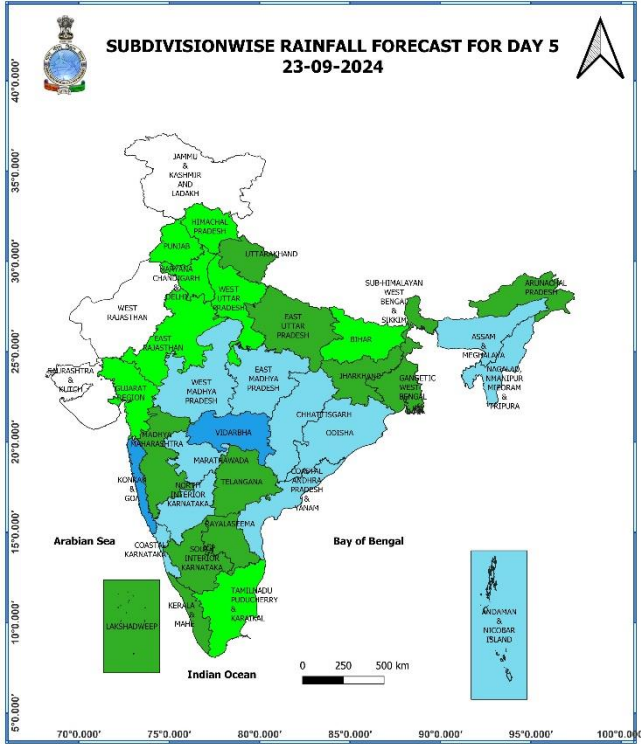 SUBDIVISIONWISE RAINFALL FORECAST FOR DAY 5
23-09-2024
40°0.000'
35°0.000'
30°0.000'
25°0.000'
20°0.000'
15°0.000'
10°0.000'
5°0.000'
JAMMU
&
KASHMIR
AND
LADAKH
HIMACHAL
PRADESH
PUNJAB
UTTARAKHAND
HARYANA
CHANDIGARH
&
DELHI
WEST
UTTAR
PRADESH
WEST
RAJASTHAN
EAST
RAJASTHAN
EAST
UTTAR
PRADESH
BIHAR
SUB-HIMALAYAN
WEST
BENGAL
&
SIKKIM
ARUNACHAL
PRADESH
ASSAM
&
MEGHALAYA
NAGALAD,
NMANIPUR
MIZORAM
&
TRIPURA
SAURASHTRA
&
KUTCH
GUJARAT
REGION
WEST
MADHYA
PRADESH
EAST
MADHYA
PRADESH
JHARKHAND
GANGETIC
WEST
BENGAL
CHHATTISGARH
ODISHA
MADHYA
MAHARASHTRA
VIDARBHA
MARATHAWADA
KONKAN
&
GOA
NORTH
INTERIOR
KARNATAKA
TELANGANA
COASTAL
ANDHRA
PRADESH
&
YANAM
RAYALASEEMA
COASTAL
KARNATAKA
SOUTH
INTERIOR
KARNATAKA
Arabian Sea
Bay of Bengal
TAMILNADU
PUDUCHERRY
&
KARAIKAL
KERALA
&
MAHE
LAKSHADWEEP
ANDAMAN
&
NICOBAR
ISLAND
Indian Ocean
0 250 500 km
70°0.000' 75°0.000' 80°0.000' 85°0.000' 90°0.000' 95°0.000' 100°0.000'